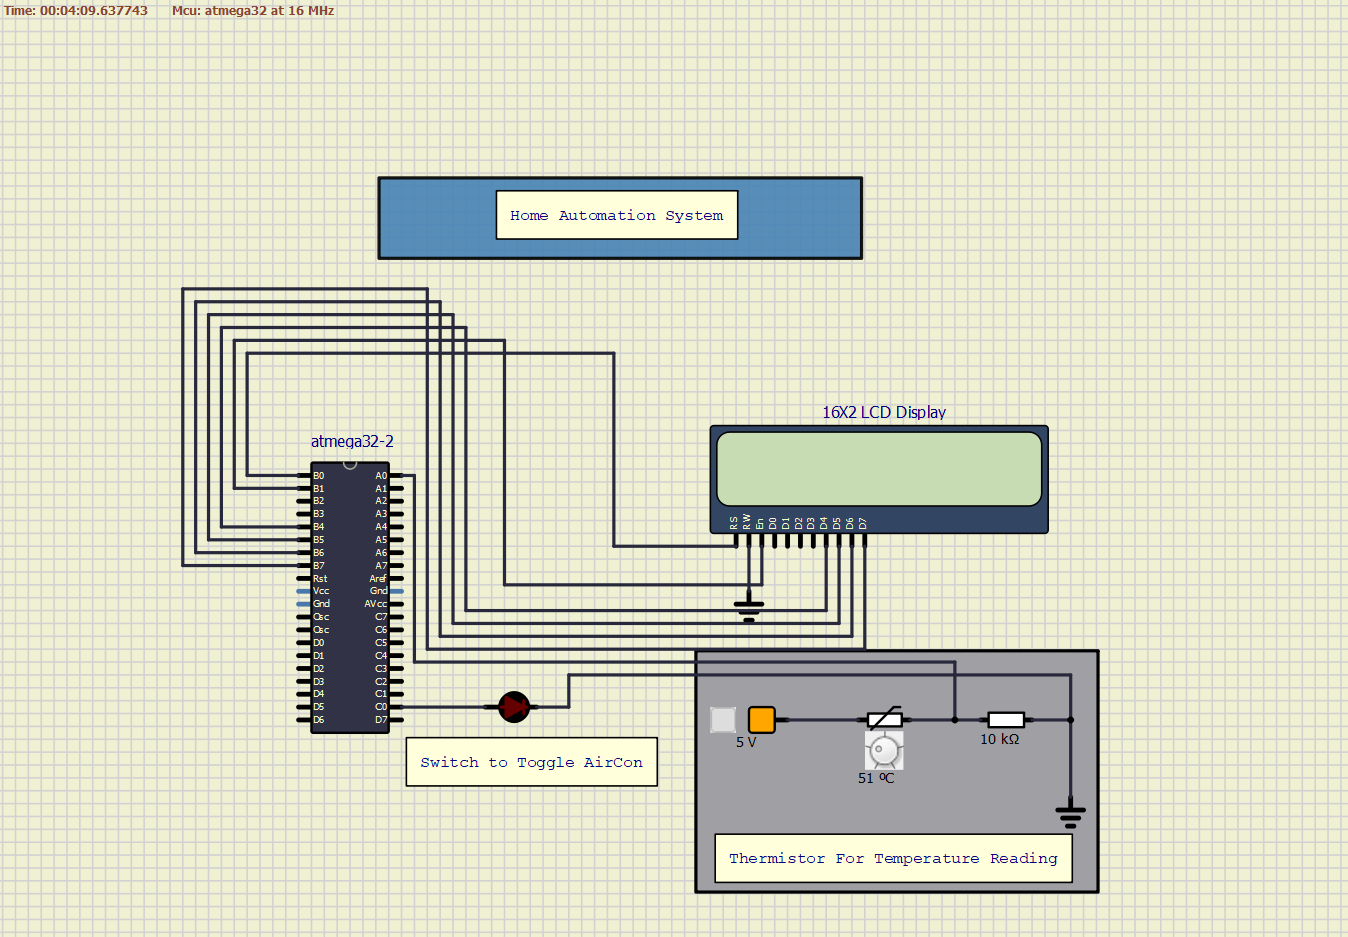 Time: 00:04:09.637743 Mcu: atmega32 at 16 MHz
Home Automation System
16X2 LCD Display
RS RW En D0 D1 D2 D3 D4 D5 D6 D7
atmega32-2
B0 A0
B1 A1
B2 A2
B3 A3
B4 A4
B5 A5
B6 A6
B7 A7
Rst Aref
Vcc Gnd
Gnd AVcc
Osc C7
Osc C6
D0 C5
D1 C4
D2 C3
D3 C2
D4 C1
D5 C0
D6 D7
Switch to Toggle AirCon
5 V
10 kΩ
51 ºC
Thermistor For Temperature Reading